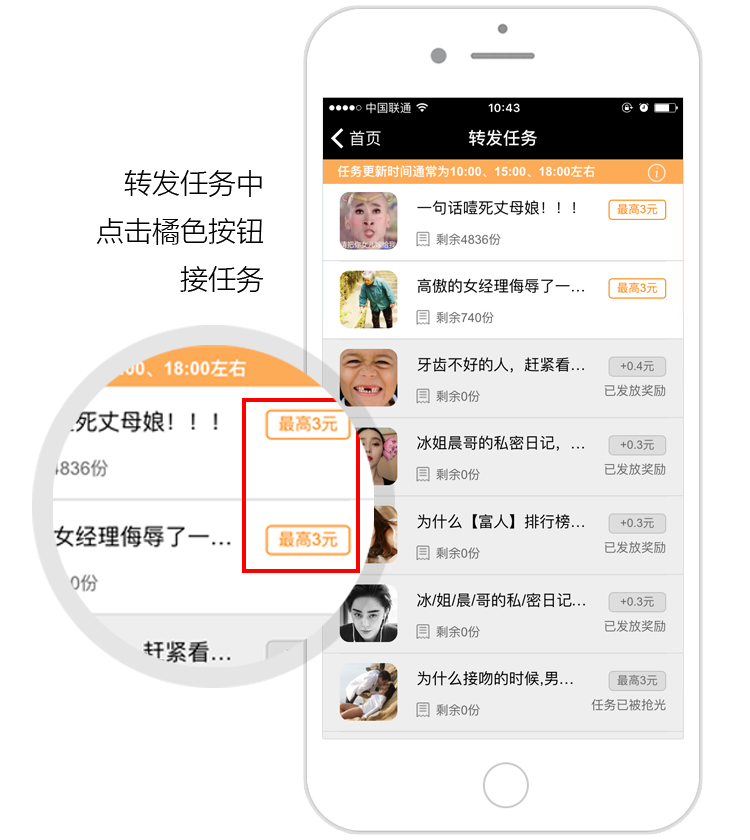 转发任务中
点击橘色按钮
接任务
中国联通
10:43
首页
转发任务
任务更新时间通常为10:00、15:00、18:00左右
一句话噎死丈母娘！！！
最高3元
剩余4836份
请把你女儿嫁给我
高傲的女经理侮辱了一…
最高3元
剩余740份
牙齿不好的人，赶紧看…
+0.4元
剩余0份
已发放奖励
冰姐晨哥的私密日记，…
+0.3元
剩余0份
已发放奖励
为什么【富人】排行榜…
+0.3元
剩余0份
已发放奖励
冰/姐/晨/哥的私/密日记…
+0.3元
剩余0份
已发放奖励
为什么接吻的时候,男…
最高3元
剩余0份
任务已被抢光
:00、18:00左右
死丈母娘！！！
最高3元
4836份
女经理侮辱了一…
最高3元
0份
赶紧看…